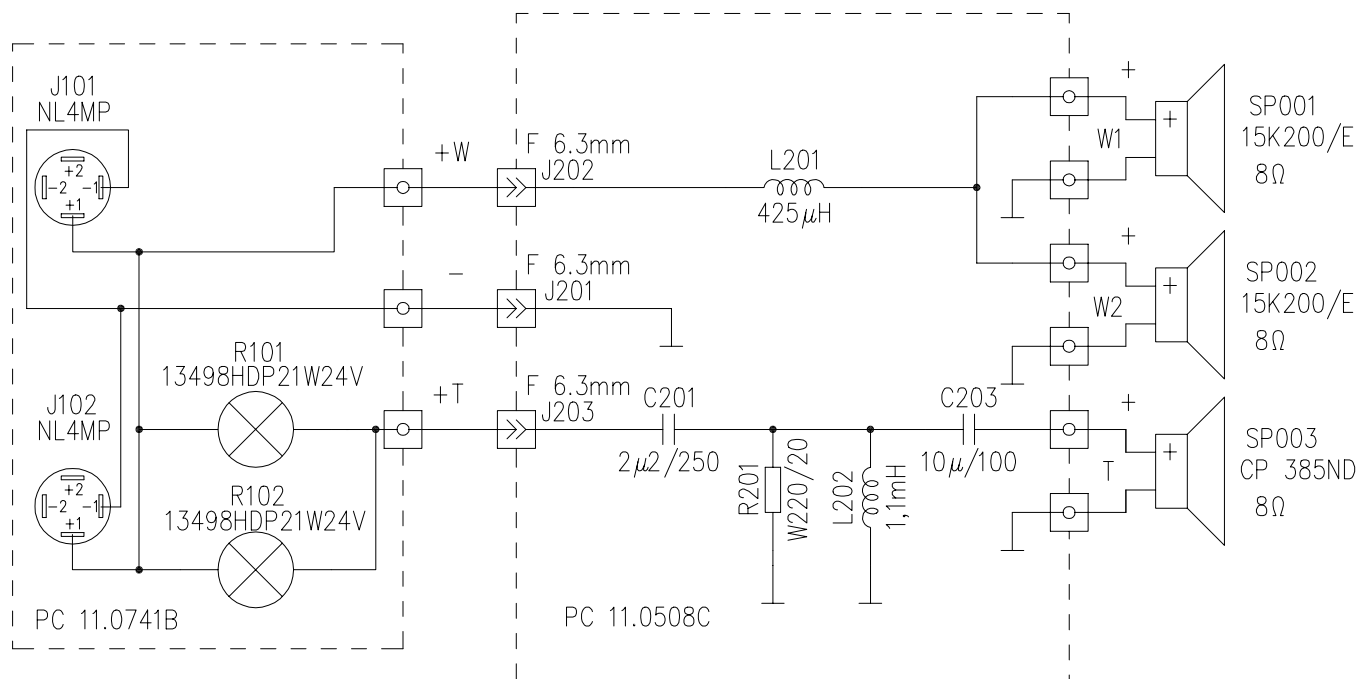 J101
NL4MP
+2
-2 -1
+1
+W
F 6.3mm
J202
L201
425μH
+
W1
+
SP001
15K200/E
8Ω
-
F 6.3mm
J201
+
W2
+
SP002
15K200/E
8Ω
R101
13498HDP21W24V
+T
F 6.3mm
J203
C201
2μ2/250
C203
10μ/100
+
T
+
SP003
CP 385ND
8Ω
J102
NL4MP
+2
-2 -1
+1
R102
13498HDP21W24V
R201
W220/20
L202
1,1mH
PC 11.0741B
PC 11.0508C